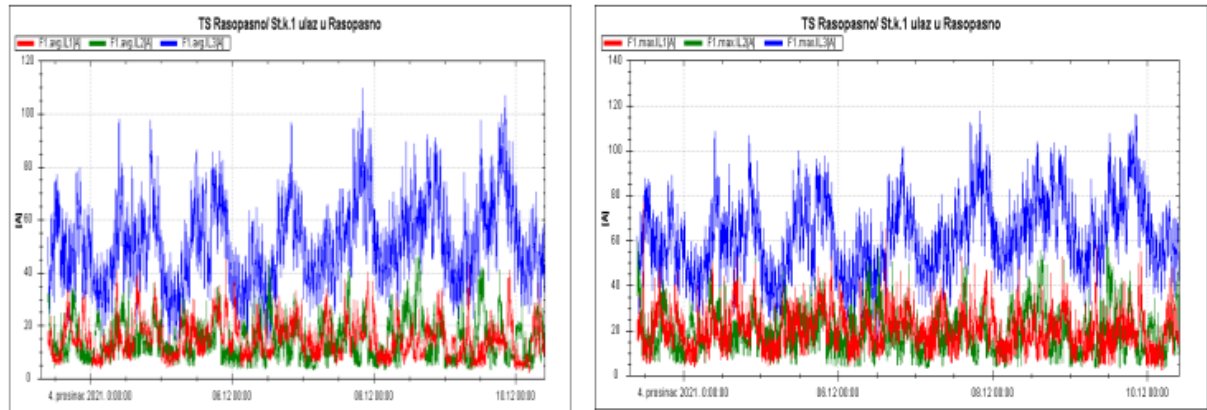 TS Rasopasno/ St.k.1 ulaz u Rasopasno
F1.avg.IL1[A] F1.avg.IL2[A] F1.avg.IL3[A]
120
100
80
60
40
20
0
[A]
4. prosinac 2021. 0:00:00 06.12 00:00 08.12 00:00 10.12 00:00
TS Rasopasno/ St.k.1 ulaz u Rasopasno
F1.max.IL1[A] F1.max.IL2[A] F1.max.IL3[A]
140
120
100
80
60
40
20
0
[A]
4. prosinac 2021. 0:00:00 06.12 00:00 08.12 00:00 10.12 00:00